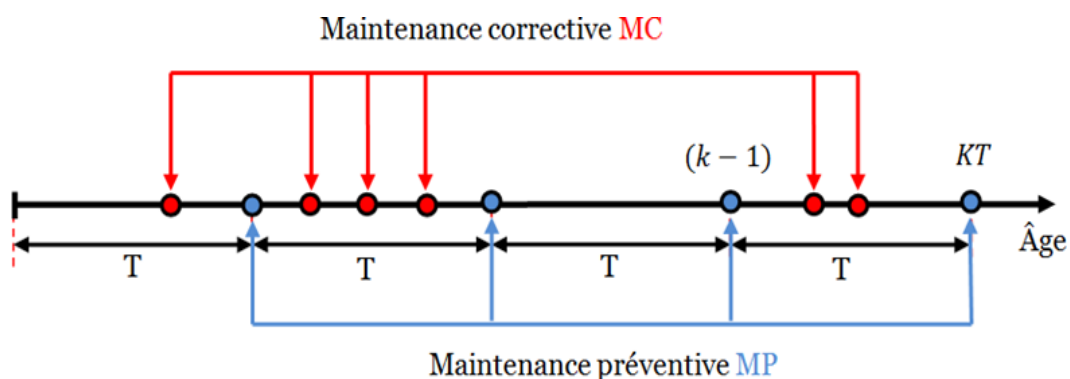 Maintenance corrective MC
(k − 1)
KT
Âge
T
T
T
T
Maintenance préventive MP